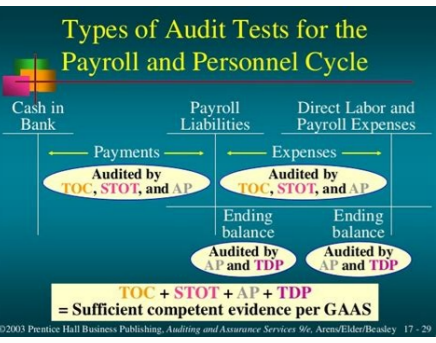 Types of Audit Tests for the
Payroll and Personnel Cycle
Cash in
Bank
Payroll
Liabilities
Direct Labor and
Payroll Expenses
Payments
Expenses
Audited by
TOC, STOT, and AP
Audited by
TOC, STOT, and AP
Ending
balance
Ending
balance
Audited by
AP and TDP
Audited by
AP and TDP
TOC + STOT + AP + TDP
= Sufficient competent evidence per GAAS
©2003 Prentice Hall Business Publishing, Auditing and Assurance Services 9/e, Arens/Elder/Beasley 17 - 29